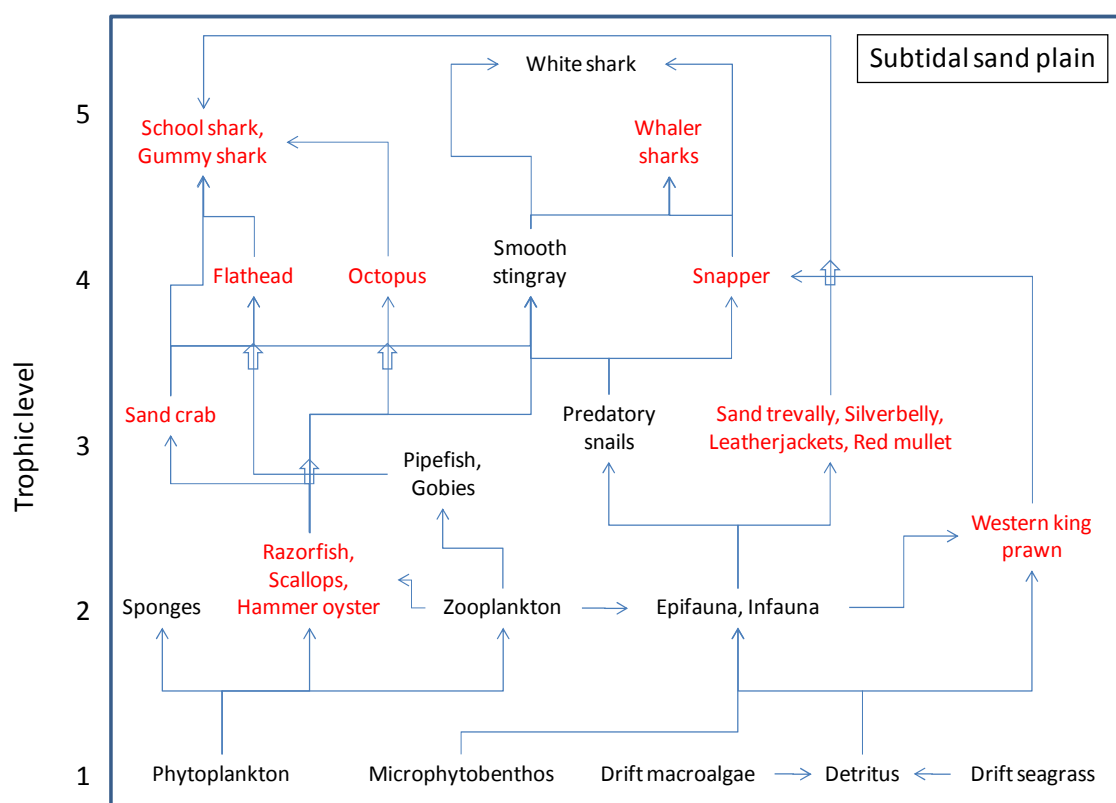 Subtidal sand plain
White shark
5
School shark,
Gummy shark
Whaler
sharks
Smooth
stingray
4
Flathead
Octopus
Snapper
Trophic level
Sand crab
Predatory
snails
Sand trevally, Silverbelly,
Leatherjackets, Red mullet
3
Pipefish,
Gobies
Western king
prawn
Razorfish,
Scallops,
Hammer oyster
2
Sponges
Zooplankton
Epifauna, Infauna
1
Phytoplankton
Microphytobenthos
Drift macroalgae
Detritus
Drift seagrass